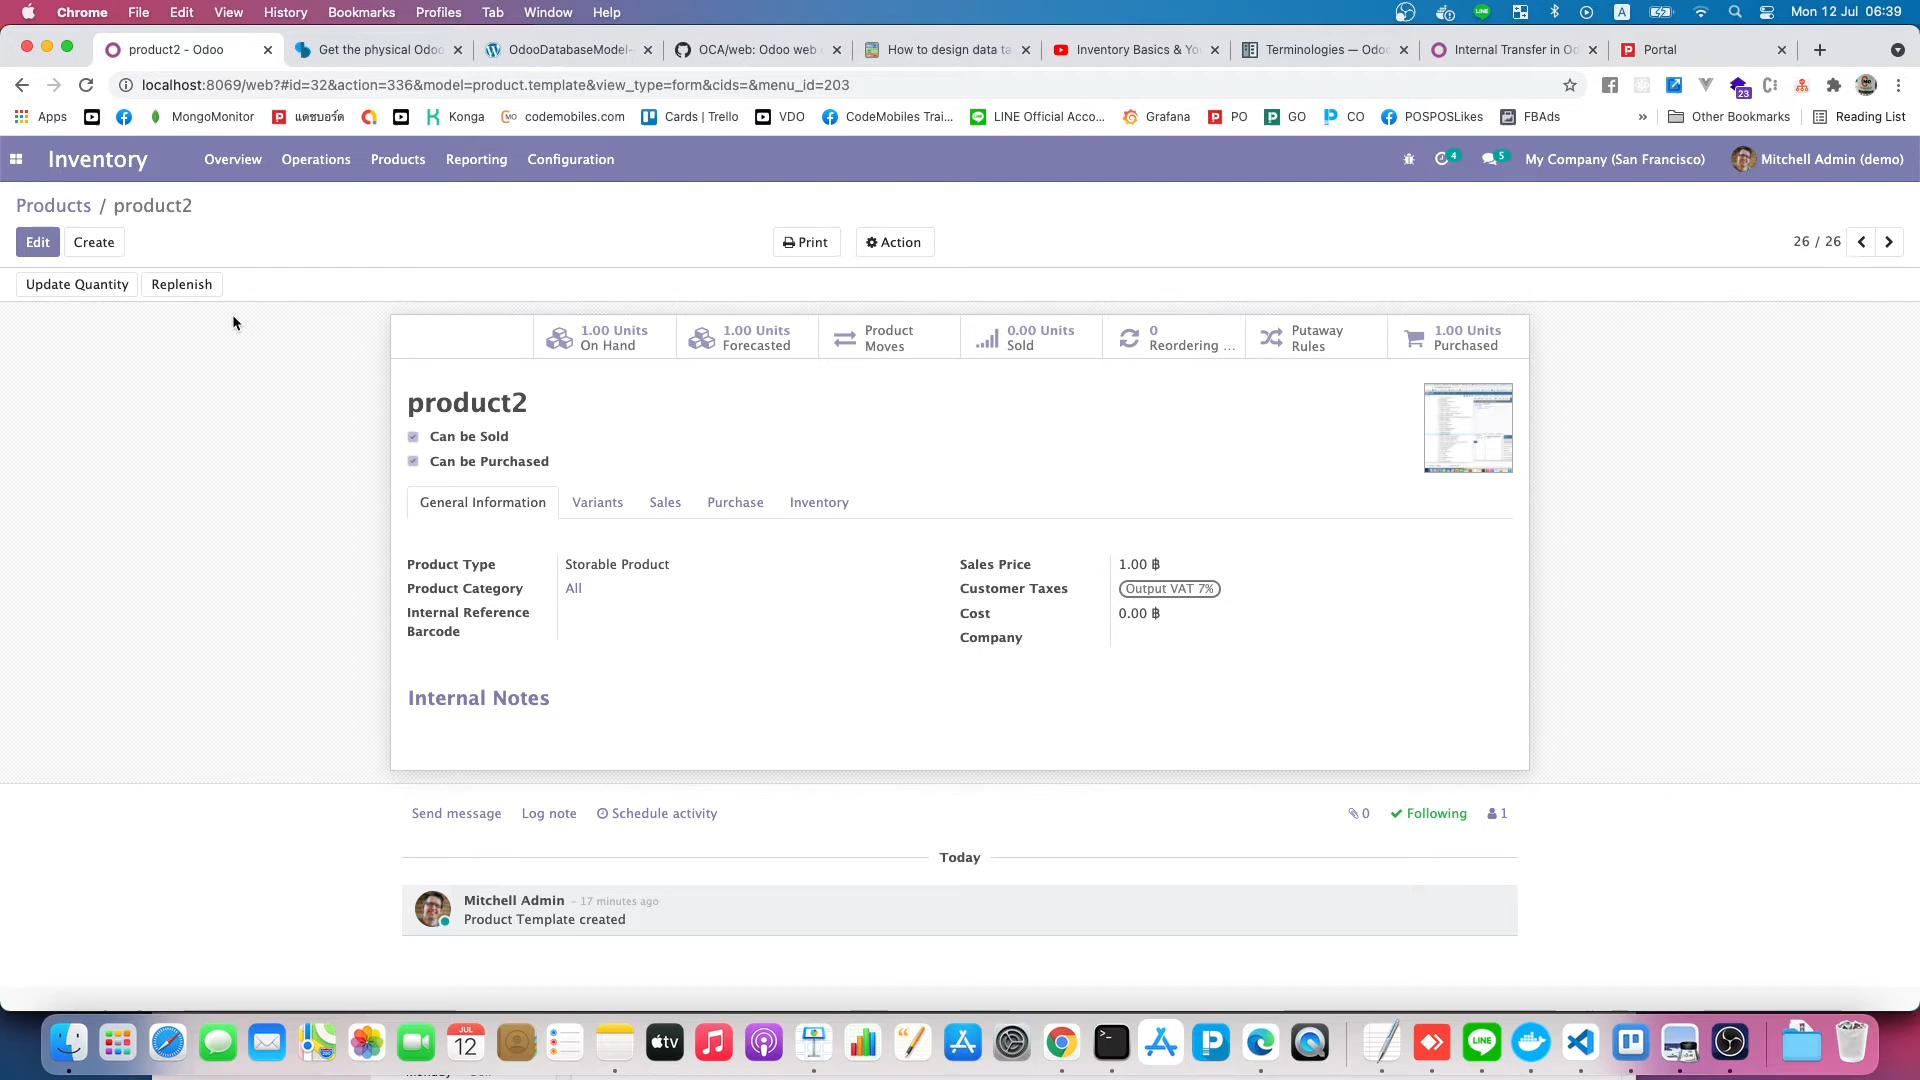 Chrome File Edit View History Bookmarks Profiles Tab Window Help
A Mon 12 Jul 06:39
product2 - Odoo
Get the physical Odoo
OdooDatabaseModel-
OCA/web: Odoo web
How to design data ta
Inventory Basics & Yo
Terminologies — Odoo
Internal Transfer in Od
Portal
localhost:8069/web?#id=32&action=336&model=product.template&view_type=form&cids=&menu_id=203
23
Apps
MongoMonitor
แดชบอร์ด
Konga
codemobiles.com
Cards | Trello
VDO
CodeMobiles Trai...
LINE Official Acco...
Grafana
PO
GO
CO
POSPOSLikes
FBAds
»
Other Bookmarks
Reading List
Inventory
Overview Operations Products Reporting Configuration
4
5
My Company (San Francisco)
Mitchell Admin (demo)
Products / product2
Edit
Create
Print
Action
26 / 26
Update Quantity
Replenish
1.00 Units
On Hand
1.00 Units
Forecasted
Product
Moves
0.00 Units
Sold
0
Reordering ...
Putaway
Rules
1.00 Units
Purchased
product2
Can be Sold
Can be Purchased
General Information
Variants
Sales
Purchase
Inventory
Product Type Storable Product
Product Category All
Internal Reference
Barcode
Sales Price 1.00 ฿
Customer Taxes Output VAT 7%
Cost 0.00 ฿
Company
Internal Notes
Send message
Log note
Schedule activity
0
Following
1
Today
Mitchell Admin - 17 minutes ago
Product Template created
JUL
12
tv